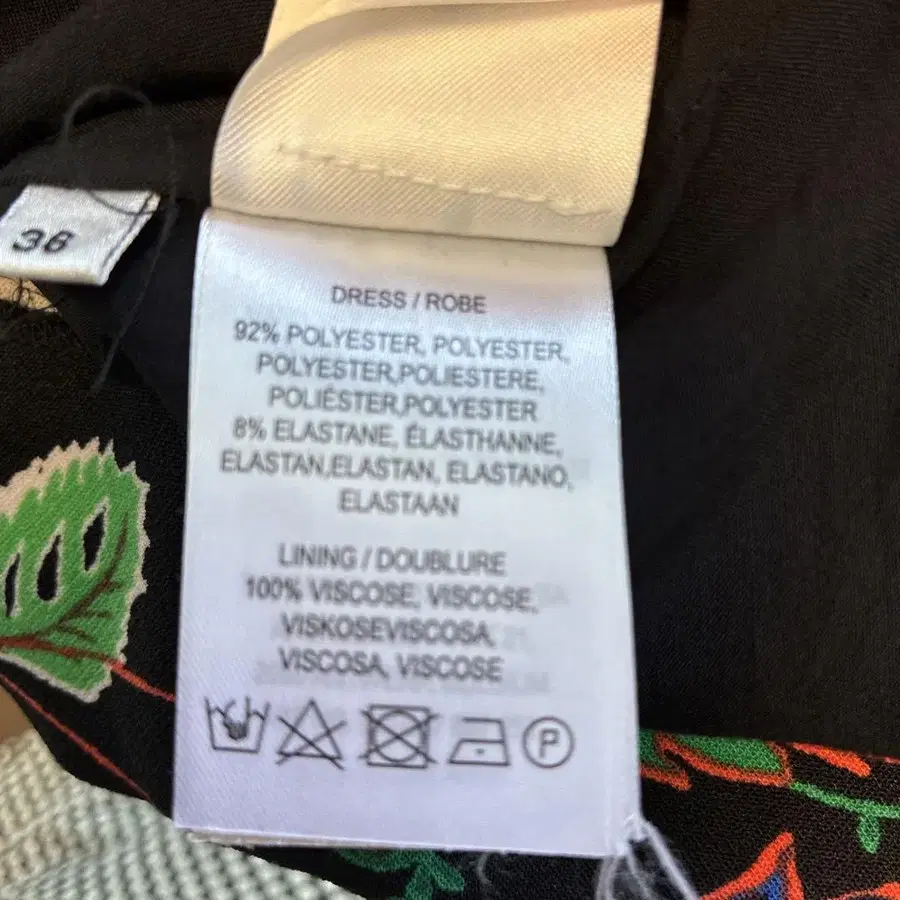 36
DRESS / ROBE
92% POLYESTER, POLYESTER,
POLYESTER,POLIESTERE,
POLIÉSTER,POLYESTER
8% ELASTANE, ÉLASTHANNE,
ELASTAN,ELASTAN, ELASTANO,
ELASTAAN
LINING / DOUBLURE
100% VISCOSE, VISCOSE,
VISKOSEVISCOSA,
VISCOSA, VISCOSE
P